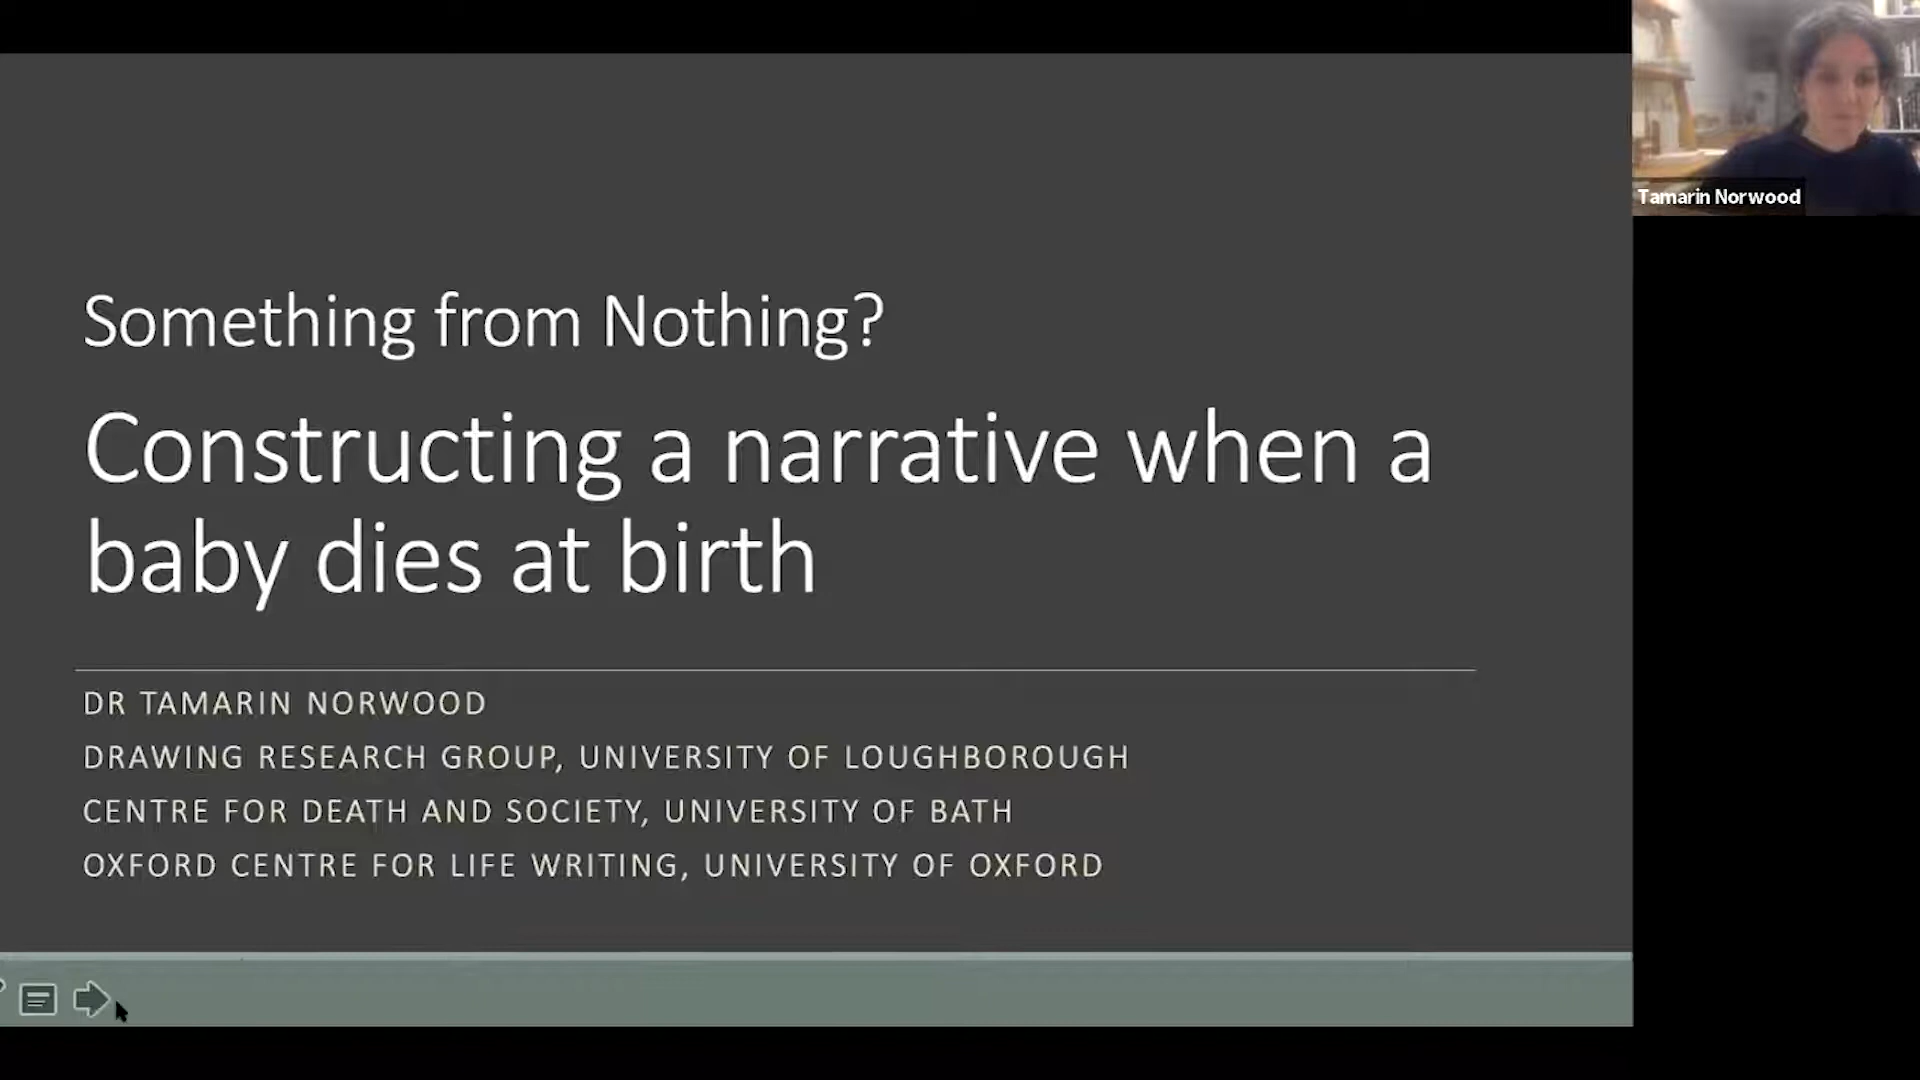 Something from Nothing?
Constructing a narrative when a
baby dies at birth
DR TAMARIN NORWOOD
DRAWING RESEARCH GROUP, UNIVERSITY OF LOUGHBOROUGH
CENTRE FOR DEATH AND SOCIETY, UNIVERSITY OF BATH
OXFORD CENTRE FOR LIFE WRITING, UNIVERSITY OF OXFORD
Tamarin Norwood